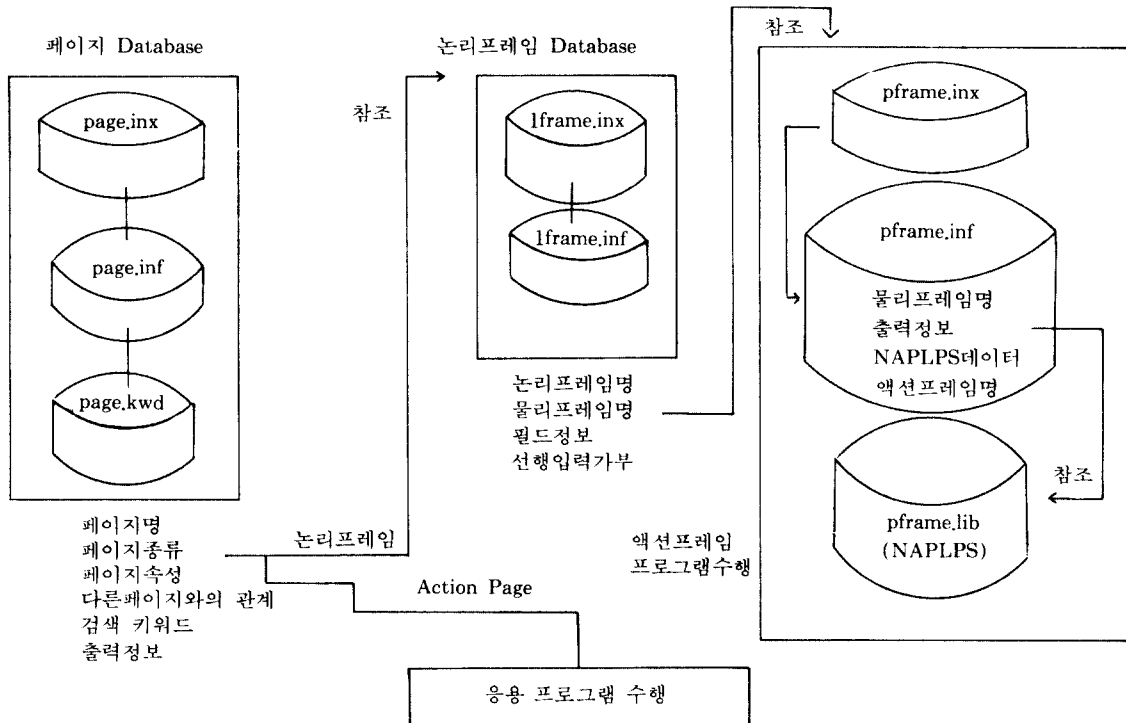 페이지 Database
page.inx
page.inf
page.kwd
페이지명
페이지종류
페이지속성
다른페이지와의 관계
검색 키워드
출력정보
논리프레임
Action Page
응용 프로그램 수행
참조
논리프레임 Database
lframe.inx
lframe.inf
논리프레임명
물리프레임명
필드정보
선행입력가부
액션프레임
프로그램수행
참조
pframe.inx
pframe.inf
물리프레임명
출력정보
NAPLPS데이터
액션프레임명
참조
pframe.lib
(NAPLPS)